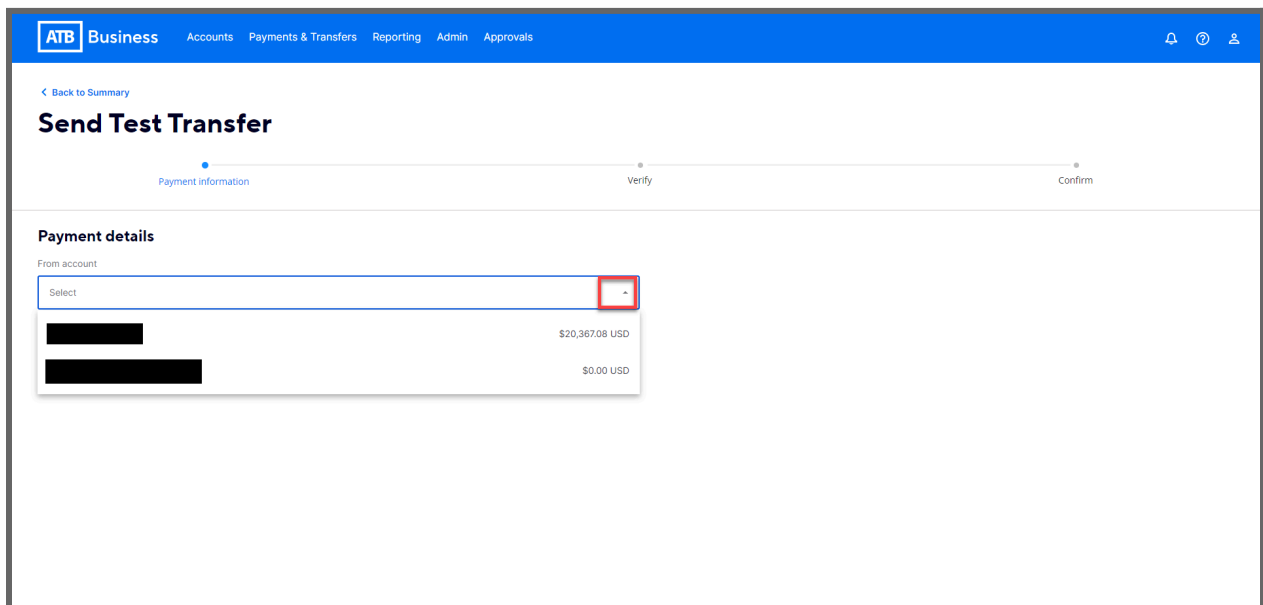 ATB Business Accounts Payments & Transfers Reporting Admin Approvals
Back to Summary
Send Test Transfer
Payment information Verify Confirm
Payment details
From account
Select
$20,367.08 USD
$0.00 USD